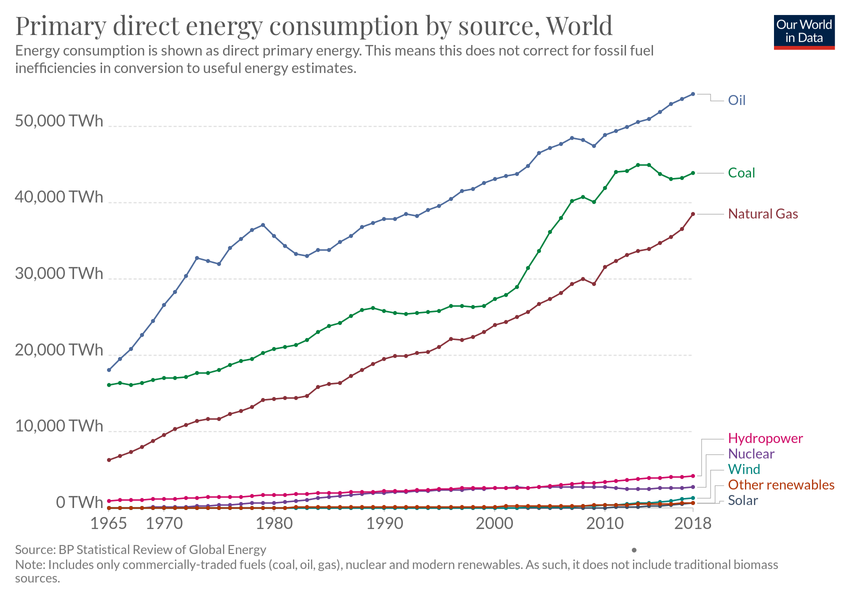 Primary direct energy consumption by source, World
Our World
in Data
Energy consumption is shown as direct primary energy. This means this does not correct for fossil fuel
inefficiencies in conversion to useful energy estimates.
Oil
50,000 TWh
Coal
40,000 TWh
Natural Gas
30,000 TWh
20,000 TWh
10,000 TWh
Hydropower
Nuclear
Wind
Other renewables
Solar
0 TWh
1965 1970 1980 1990 2000 2010 2018
Source: BP Statistical Review of Global Energy
Note: Includes only commercially-traded fuels (coal, oil, gas), nuclear and modern renewables. As such, it does not include traditional biomass
sources.